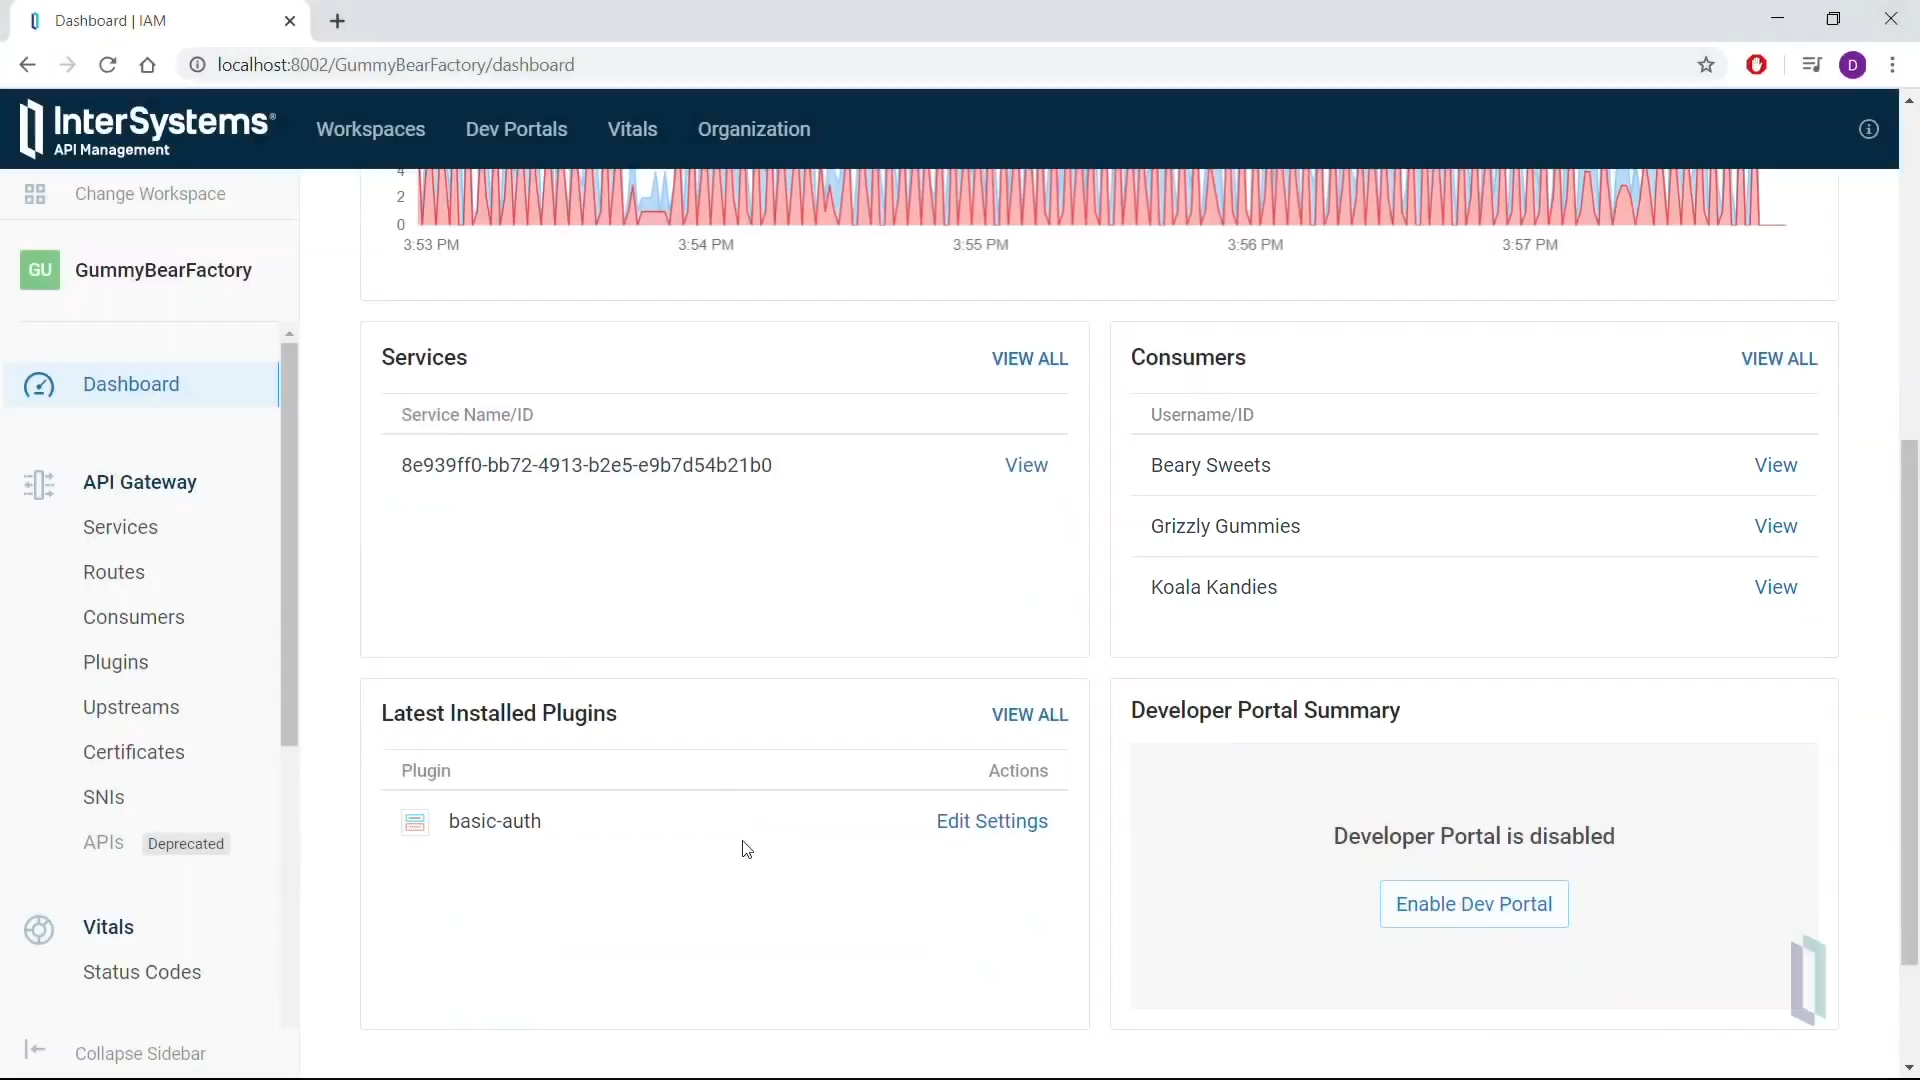 Dashboard | IAM
localhost:8002/GummyBearFactory/dashboard
D
InterSystems®
API Management
Workspaces
Dev Portals
Vitals
Organization
Change Workspace
GU
GummyBearFactory
Dashboard
API Gateway
Services
Routes
Consumers
Plugins
Upstreams
Certificates
SNIs
APIs Deprecated
Vitals
Status Codes
Collapse Sidebar
4
2
0
3:53 PM
3:54 PM
3:55 PM
3:56 PM
3:57 PM
Services
VIEW ALL
Service Name/ID
8e939ff0-bb72-4913-b2e5-e9b7d54b21b0
View
Consumers
VIEW ALL
Username/ID
Beary Sweets
View
Grizzly Gummies
View
Koala Kandies
View
Latest Installed Plugins
VIEW ALL
Plugin
Actions
basic-auth
Edit Settings
Developer Portal Summary
Developer Portal is disabled
Enable Dev Portal